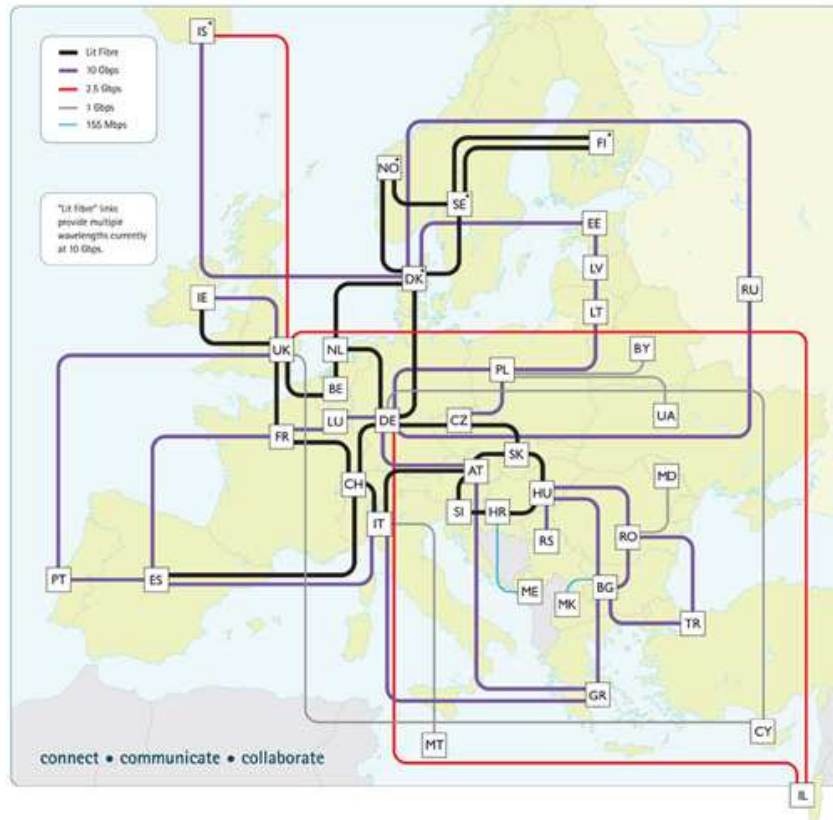 IS*
Lit Fibre
10 Gbps
2.5 Gbps
1 Gbps
155 Mbps
"Lit Fibre" links
provide multiple
wavelengths currently
at 10 Gbps.
FI*
NO*
SE*
EE
DK*
LV
RU
IE
LT
UK
NL
BY
PL
BE
LU
DE
CZ
UA
FR
SK
AT
MD
CH
HU
SI
HR
IT
RO
RS
PT
ES
BG
ME
MK
TR
GR
CY
MT
connect • communicate • collaborate
IL